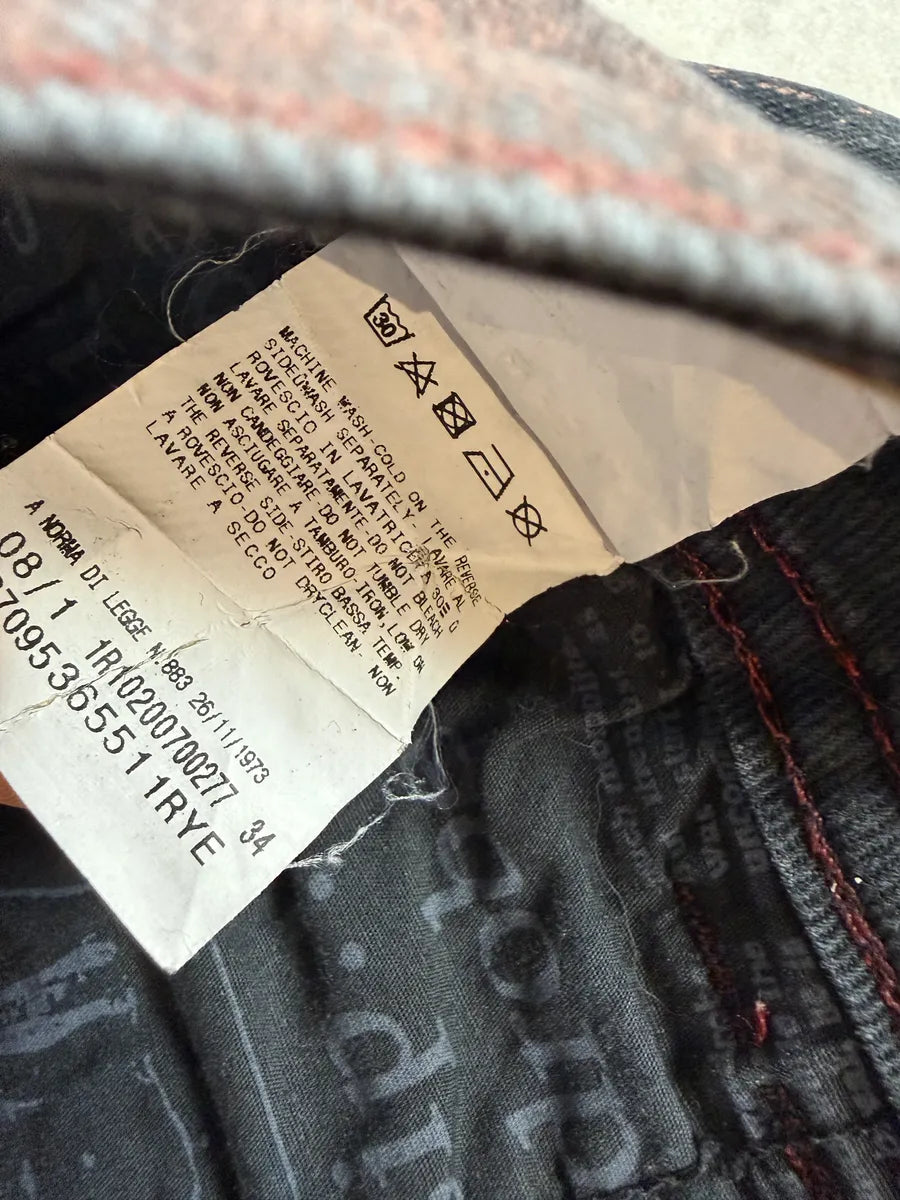 30
MACHINE WASH-COLD ON THE REVERSE
SIDE WASH SEPARATELY- LAVARE AL
ROVESCIO IN LAVATRICE A 30 O
LAVARE SEPARATAMENTE-DO NOT BLEACH
NON CANDEGGIARE DO NOT TUMBLE DRY
NON ASCIUGARE A TAMBURO/IRON,LOW ON
THE REVERSE SIDE-STIRO BASSA TEMP.
A ROVESCIO-DO NOT DRYCLEAN- NON
LAVARE A SECCO
A NORMA DI LEGGE N.883 26/11/1973
08/1 1R10200700277 34
7095365511RYE